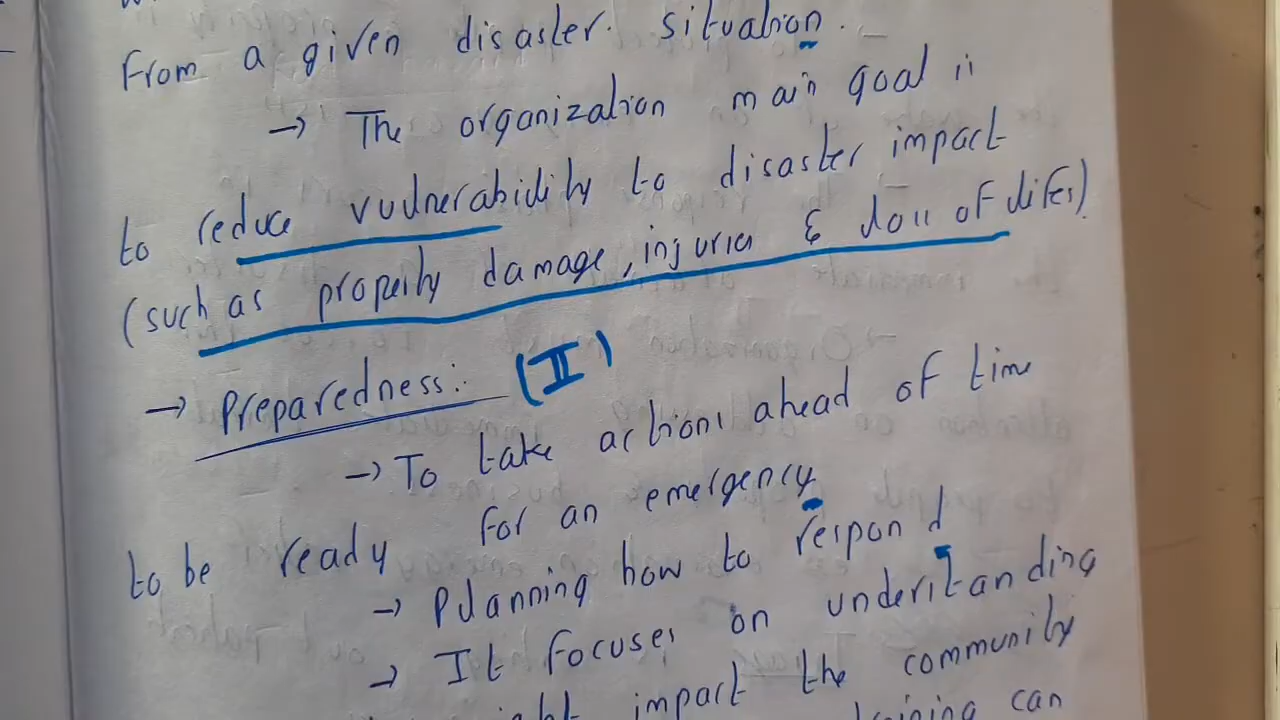 From a given disaster. situation.
→ The organization main goal is
to reduce vulnerability to disaster impact
(such as property damage, injuries & loss of lifes)
→ Preparedness:- (II)
→ To take actions ahead of time
to be ready for an emergency
→ Planning how to respond
→ It focuses on understanding
impact the community
can